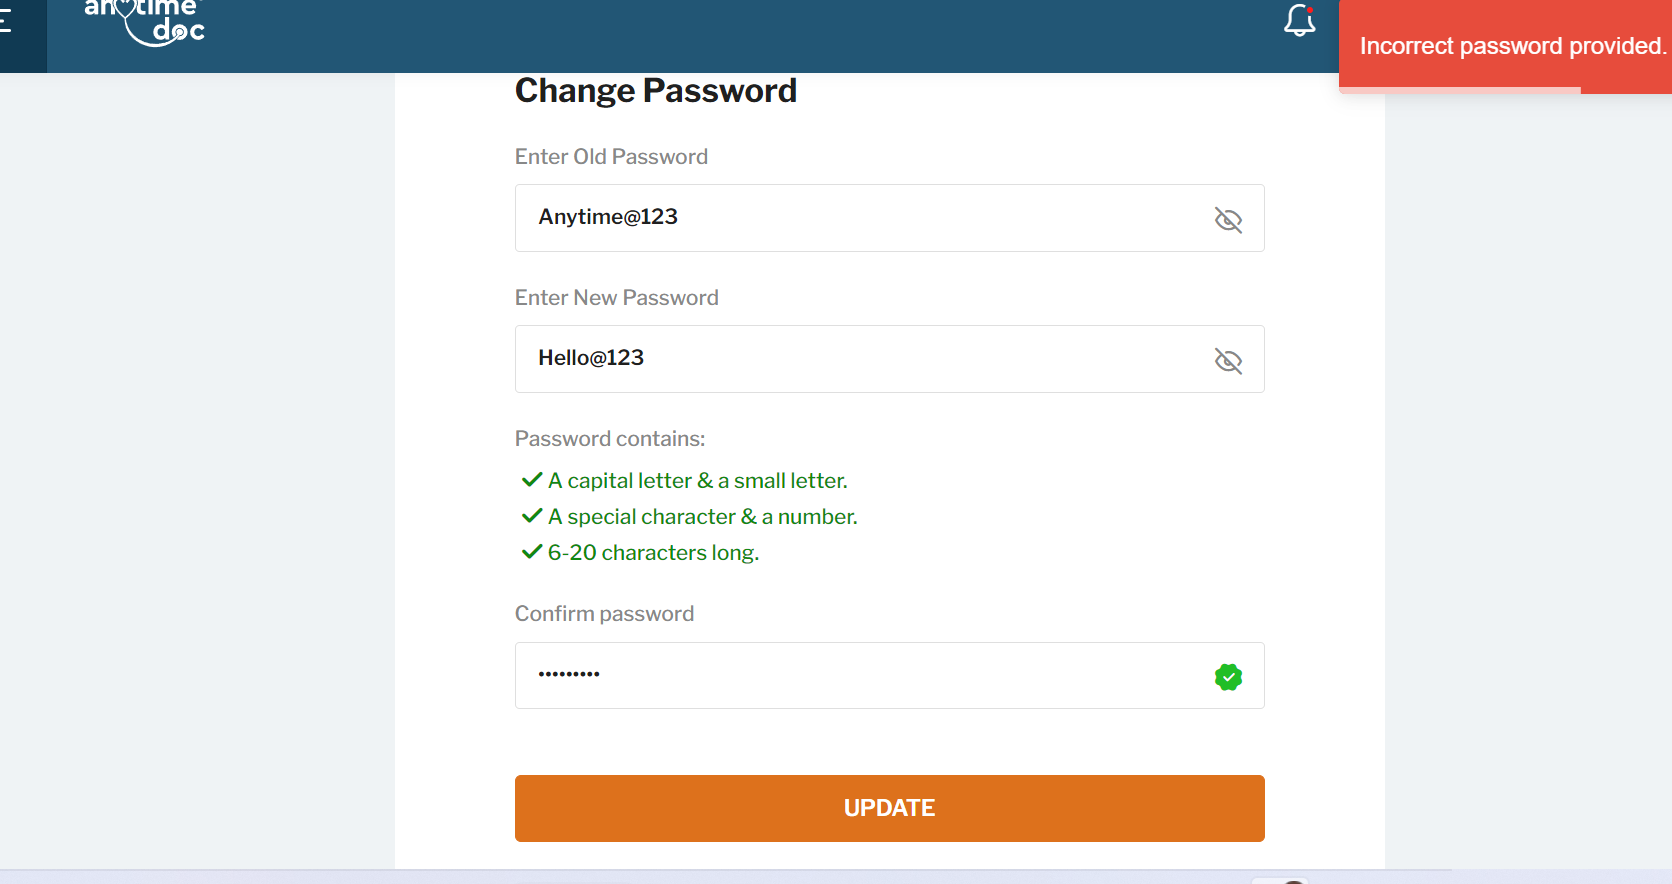 anytime
doc
Incorrect password provided.
Change Password
Enter Old Password
Anytime@123
Enter New Password
Hello@123
Password contains:
A capital letter & a small letter.
A special character & a number.
6-20 characters long.
Confirm password
•••••••••
UPDATE